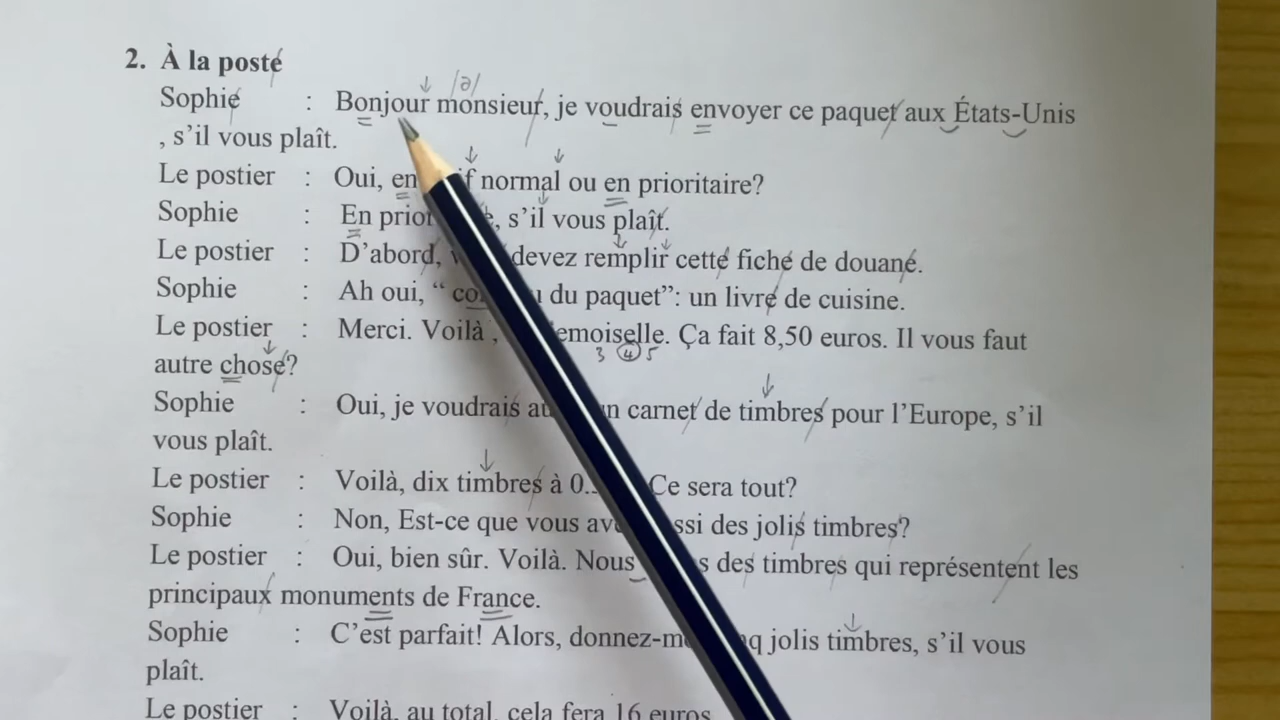 2. À la poste
/ə/
Sophie : Bonjour monsieur, je voudrais envoyer ce paquet aux États-Unis
, s’il vous plaît.
Le postier : Oui, en normal ou en prioritaire?
Sophie : En s’il vous plaît.
Le postier : D’abord, devez remplir cette fiche de douane.
Sophie : Ah oui, “ du paquet”: un livre de cuisine.
Le postier : Merci. Voilà , Ça fait 8,50 euros. Il vous faut
3 4 5
autre chose?
Sophie : Oui, je voudrais carnet de timbres pour l’Europe, s’il
vous plaît.
Le postier : Voilà, dix timbres à Ce sera tout?
Sophie : Non, Est-ce que vous des jolis timbres?
Le postier : Oui, bien sûr. Voilà. Nous des timbres qui représentent les
principaux monuments de France.
Sophie : C’est parfait! Alors, jolis timbres, s’il vous
plaît.
Le postier : Voilà, au total, cela fera 16 euros.